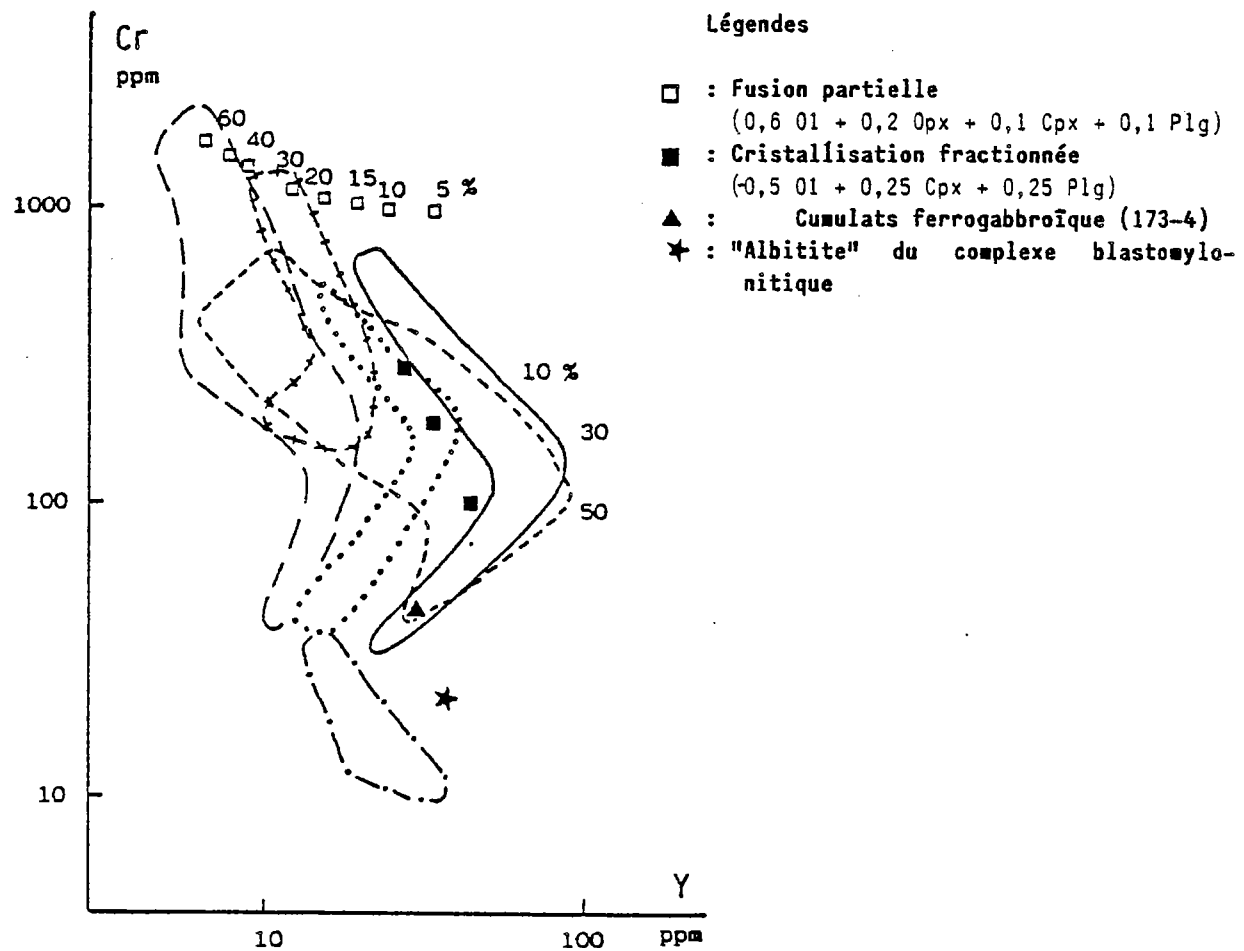 Cr
ppm
1000
100
10
60
40
30
20
15
10
5 %
10 %
30
50
Y
10
100
ppm
Légendes
□ : Fusion partielle
(0,6 Ol + 0,2 Opx + 0,1 Cpx + 0,1 Plg)
■ : Cristallisation fractionnée
(-0,5 Ol + 0,25 Cpx + 0,25 Plg)
▲ : Cumulats ferrogabbroïque (173-4)
★ : "Albitite" du complexe blastomylo-
nitique